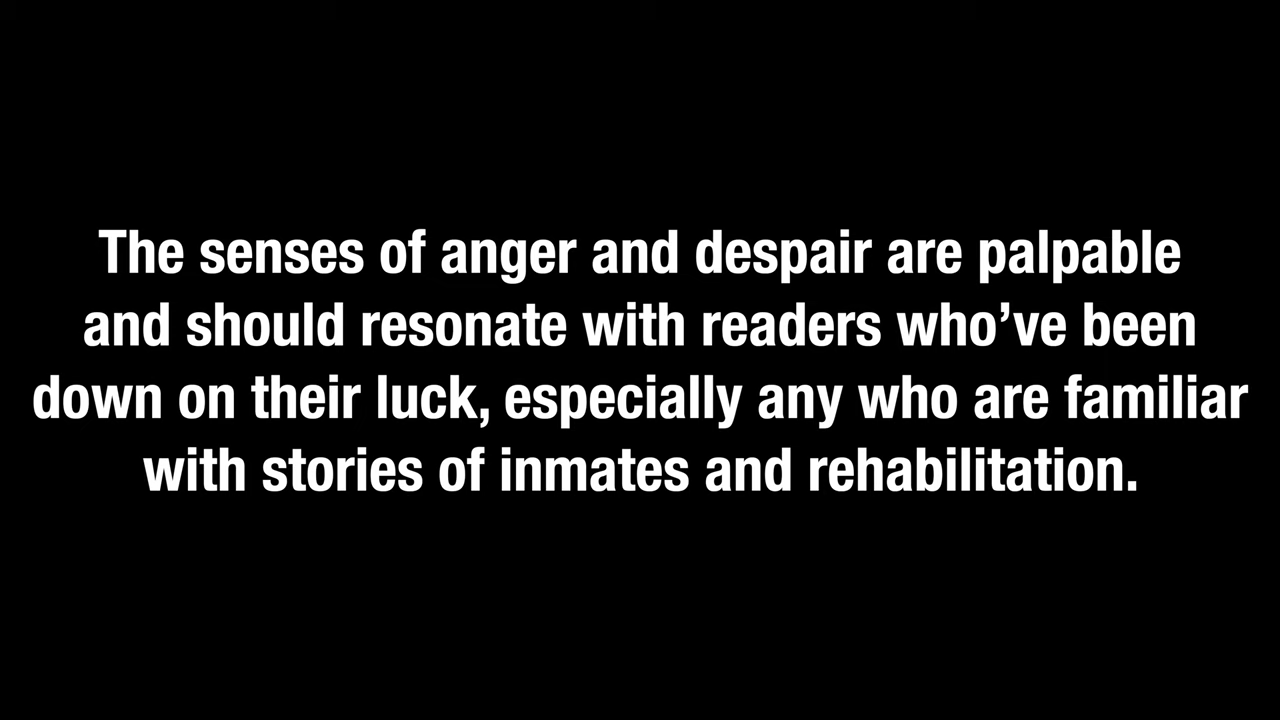 The senses of anger and despair are palpable
and should resonate with readers who’ve been
down on their luck, especially any who are familiar
with stories of inmates and rehabilitation.